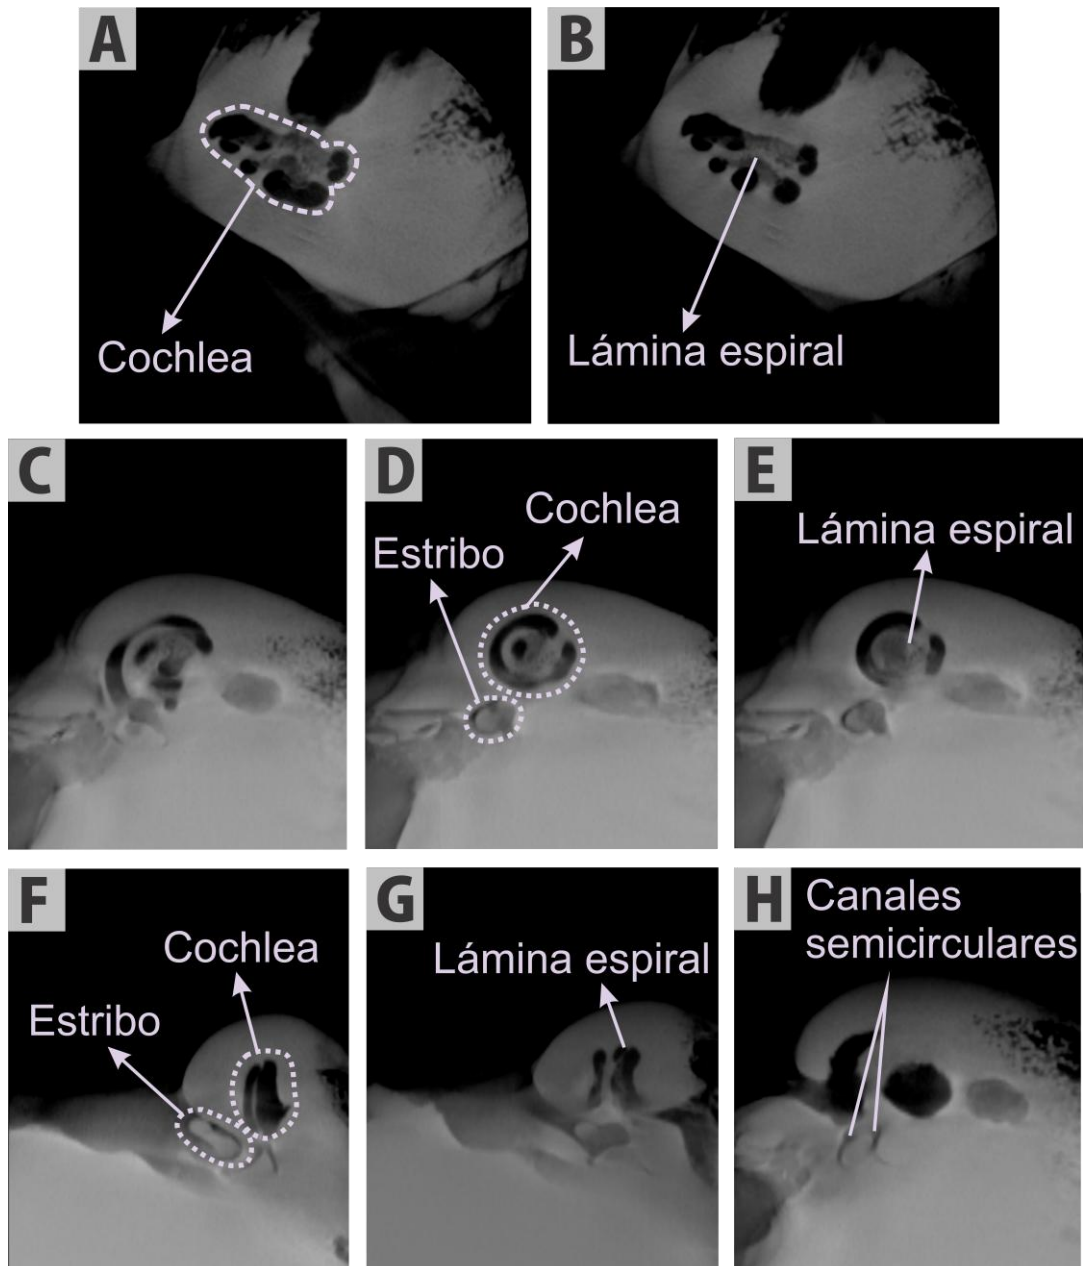 A
B
Cochlea
Lámina espiral
C
D
E
Cochlea
Estribo
Lámina espiral
F
G
H
Canales
semicirculares
Cochlea
Lámina espiral
Estribo